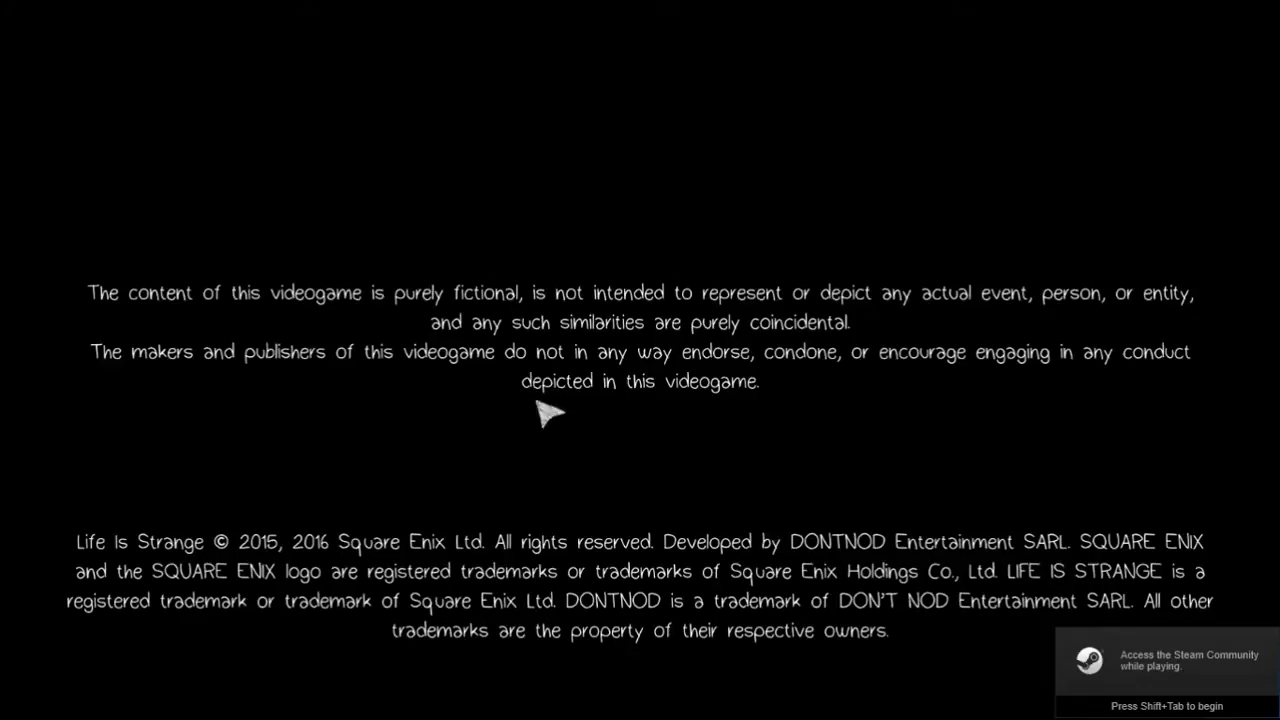 The content of this videogame is purely fictional, is not intended to represent or depict any actual event, person, or entity,
and any such similarities are purely coincidental.
The makers and publishers of this videogame do not in any way endorse, condone, or encourage engaging in any conduct
depicted in this videogame.
Life Is Strange © 2015, 2016 Square Enix Ltd. All rights reserved. Developed by DONTNOD Entertainment SARL. SQUARE ENIX
and the SQUARE ENIX logo are registered trademarks or trademarks of Square Enix Holdings Co., Ltd. LIFE IS STRANGE is a
registered trademark or trademark of Square Enix Ltd. DONTNOD is a trademark of DON'T NOD Entertainment SARL. All other
trademarks are the property of their respective owners.
Access the Steam Community
while playing.
Press Shift+Tab to begin